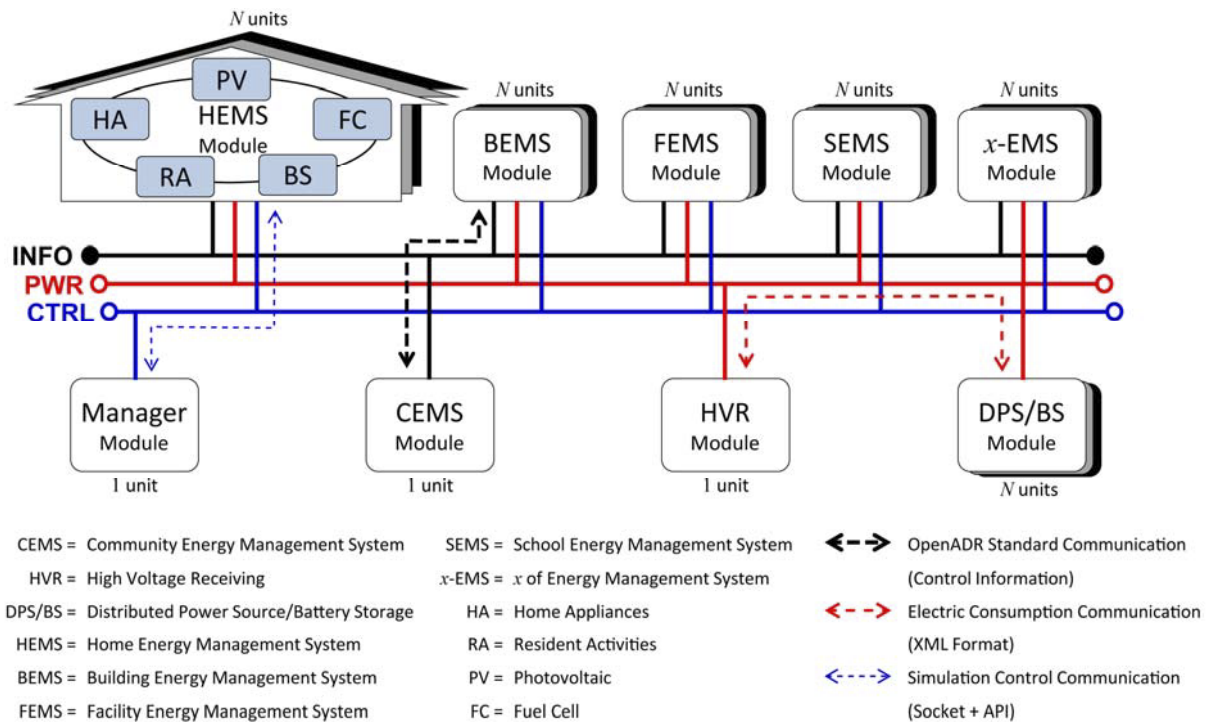 N units
PV
HA
HEMS
Module
FC
RA
BS
N units
BEMS
Module
N units
FEMS
Module
N units
SEMS
Module
N units
x-EMS
Module
INFO
PWR
CTRL
Manager
Module
1 unit
CEMS
Module
1 unit
HVR
Module
1 unit
DPS/BS
Module
N units
CEMS = Community Energy Management System
HVR = High Voltage Receiving
DPS/BS = Distributed Power Source/Battery Storage
HEMS = Home Energy Management System
BEMS = Building Energy Management System
FEMS = Facility Energy Management System
SEMS = School Energy Management System
x-EMS = x of Energy Management System
HA = Home Appliances
RA = Resident Activities
PV = Photovoltaic
FC = Fuel Cell
OpenADR Standard Communication
(Control Information)
Electric Consumption Communication
(XML Format)
Simulation Control Communication
(Socket + API)